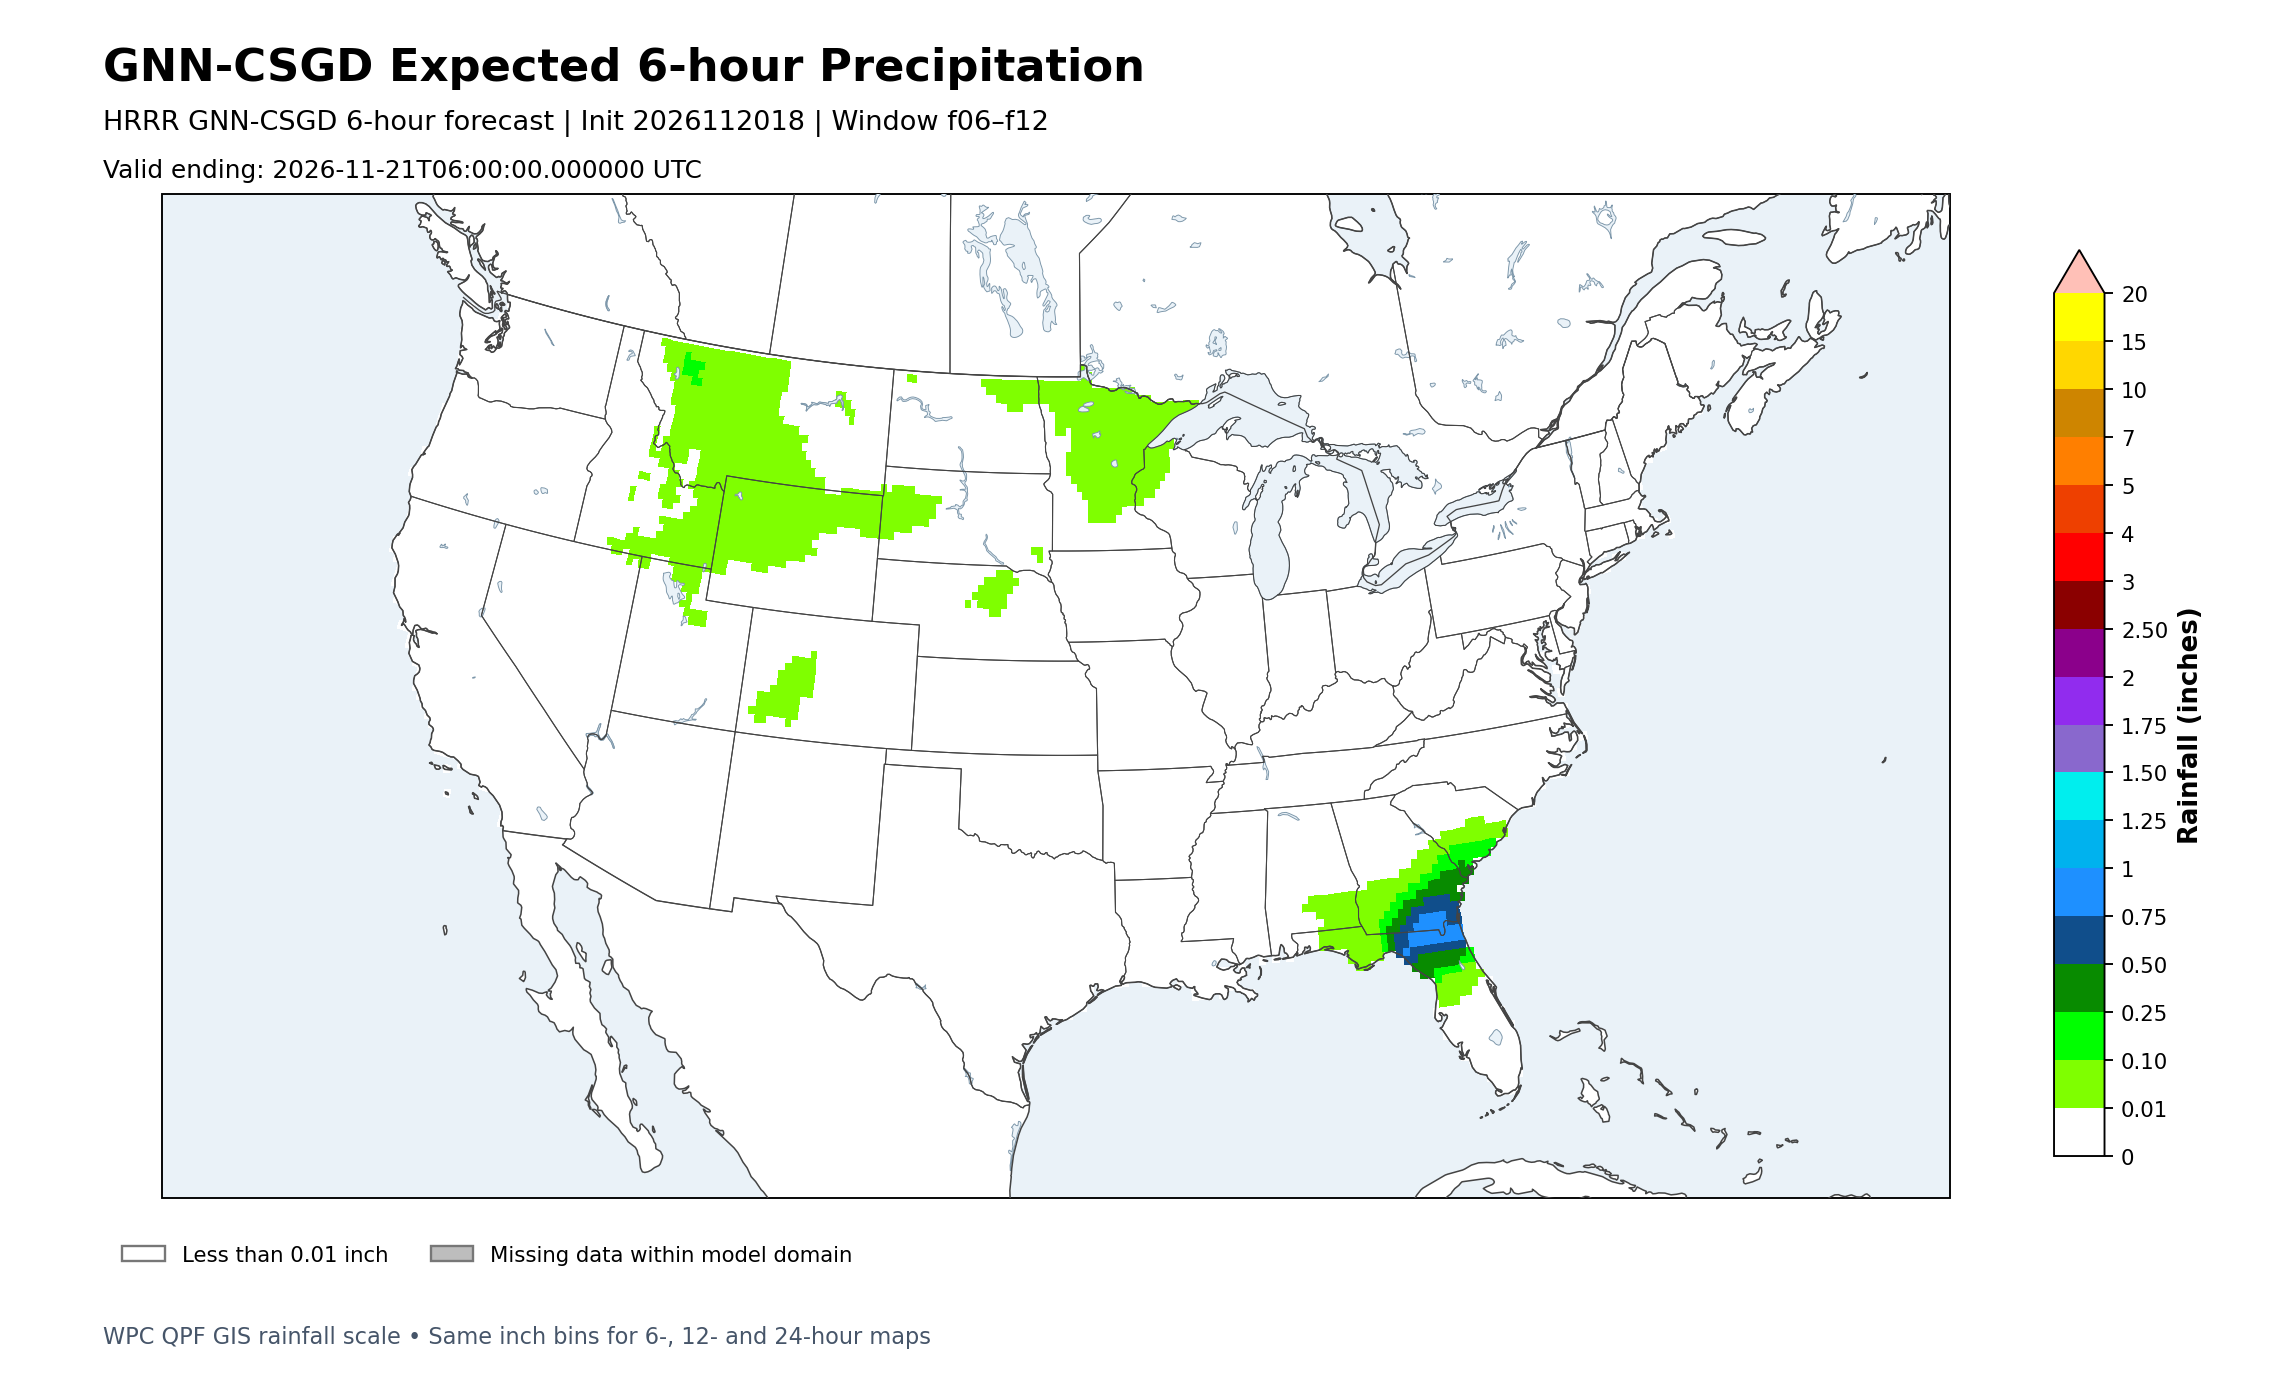 GNN-CSGD Expected 6-hour Precipitation
HRRR GNN-CSGD 6-hour forecast | Init 2026112018 | Window f06–f12
Valid ending: 2026-11-21T06:00:00.000000 UTC
20
15
10
7
5
4
3
2.50
2
1.75
1.50
1.25
1
0.75
0.50
0.25
0.10
0.01
0
Rainfall (inches)
Less than 0.01 inch
Missing data within model domain
WPC QPF GIS rainfall scale • Same inch bins for 6-, 12- and 24-hour maps